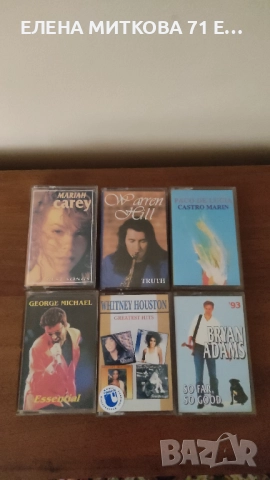 ЕЛЕНА МИТКОВА 71 Е...
MARIAH
carey
Warren
Hill
TRUTH
CASTRO MARIN
GEORGE MICHAEL
Essential
WHITNEY HOUSTON
GREATEST HITS
'93
BRYAN
ADAMS
SO FAR,
SO GOOD.
Bazar